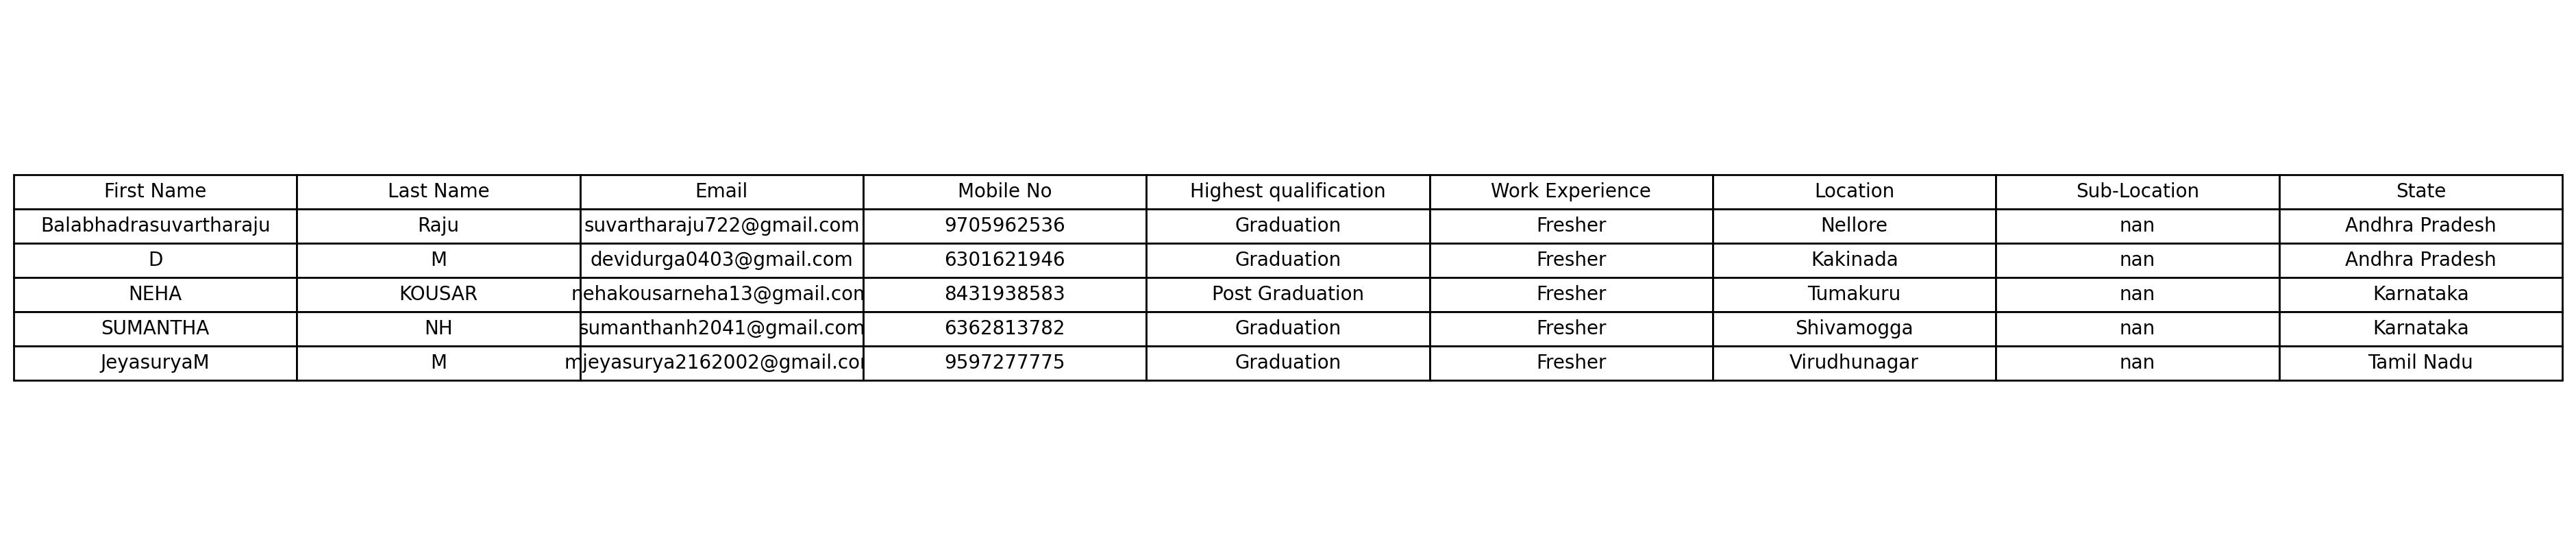 First Name Last Name Email Mobile No Highest qualification Work Experience Location Sub-Location State
Balabhadrasuvartharaju Raju suvartharaju722@gmail.com 9705962536 Graduation Fresher Nellore nan Andhra Pradesh
D M devidurga0403@gmail.com 6301621946 Graduation Fresher Kakinada nan Andhra Pradesh
NEHA KOUSAR nehakousarneha13@gmail.com 8431938583 Post Graduation Fresher Tumakuru nan Karnataka
SUMANTHA NH sumanthanh2041@gmail.com 6362813782 Graduation Fresher Shivamogga nan Karnataka
JeyasuryaM M mjeyasurya2162002@gmail.com 9597277775 Graduation Fresher Virudhunagar nan Tamil Nadu